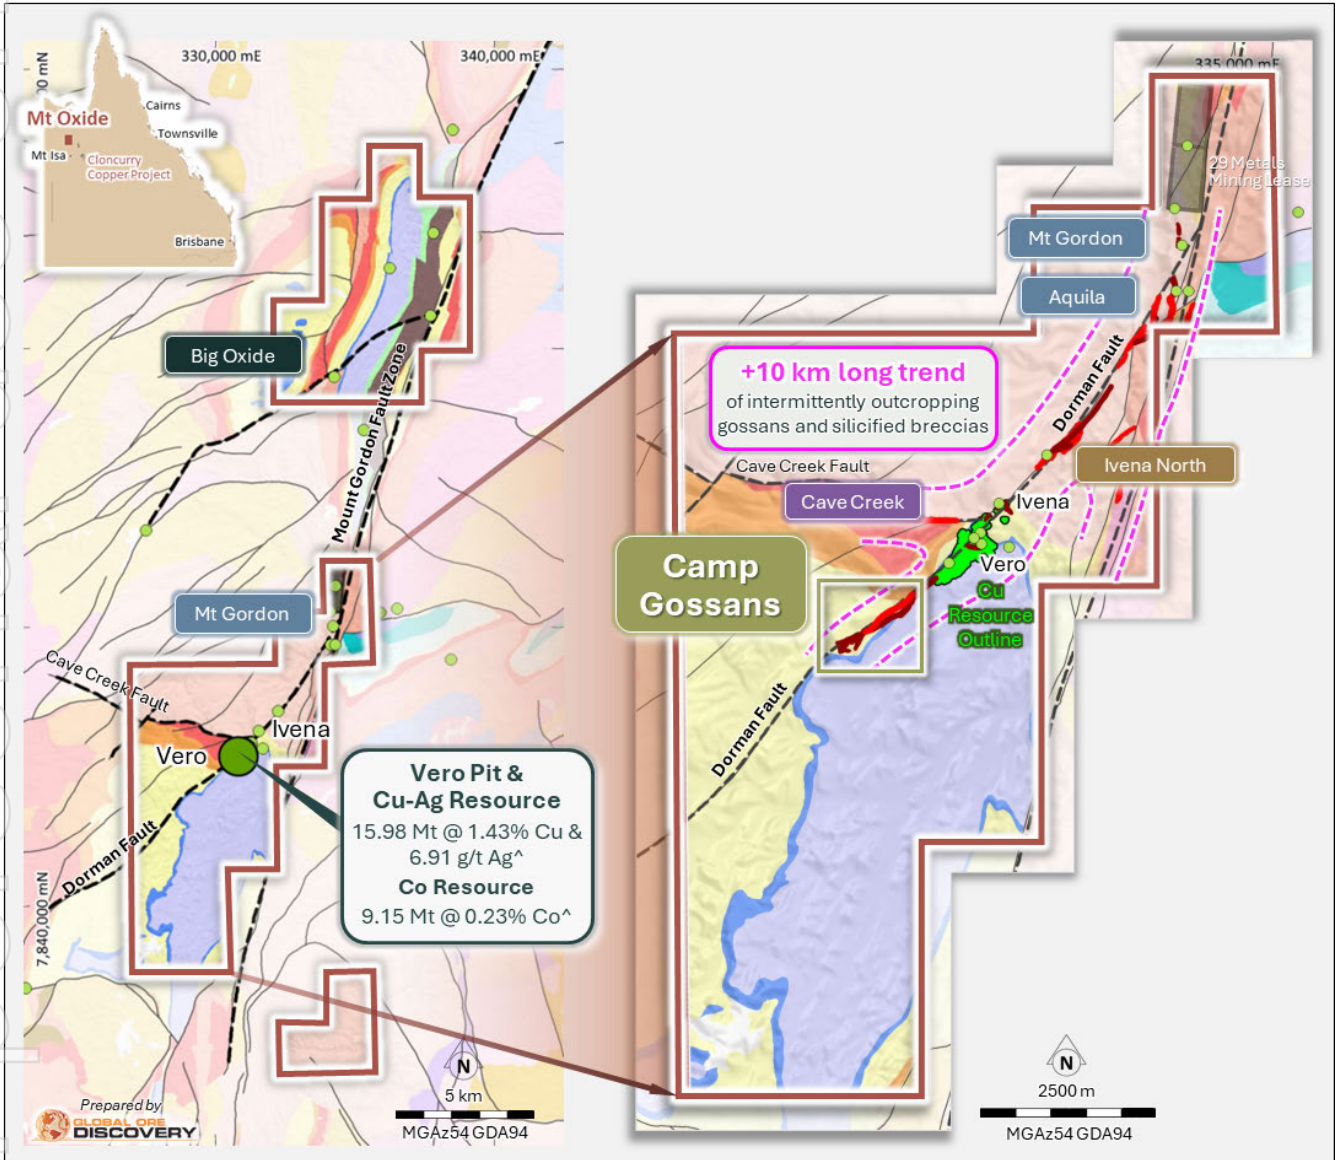 330,000 mE
340,000 mE
Cairns
Mt Oxide
Townsville
Mt Isa
Cloncurry
Copper Project
Brisbane
Big Oxide
Mount Gordon Fault Zone
Mt Gordon
Cave Creek Fault
Ivena
Vero
Dorman Fault
7,840,000 mN
Vero Pit &
Cu-Ag Resource
15.98 Mt @ 1.43% Cu &
6.91 g/t Ag^
Co Resource
9.15 Mt @ 0.23% Co^
N
5 km
MGAz54 GDA94
Prepared by
GLOBAL ORE
DISCOVERY
335,000 mE
29 Metals
Mining Lease
Mt Gordon
Aquila
+10 km long trend
of intermittently outcropping
gossans and silicified breccias
Dorman Fault
Cave Creek Fault
Ivena North
Cave Creek
Ivena
Camp
Gossans
Vero
Cu
Resource
Outline
Dorman Fault
N
2500 m
MGAz54 GDA94